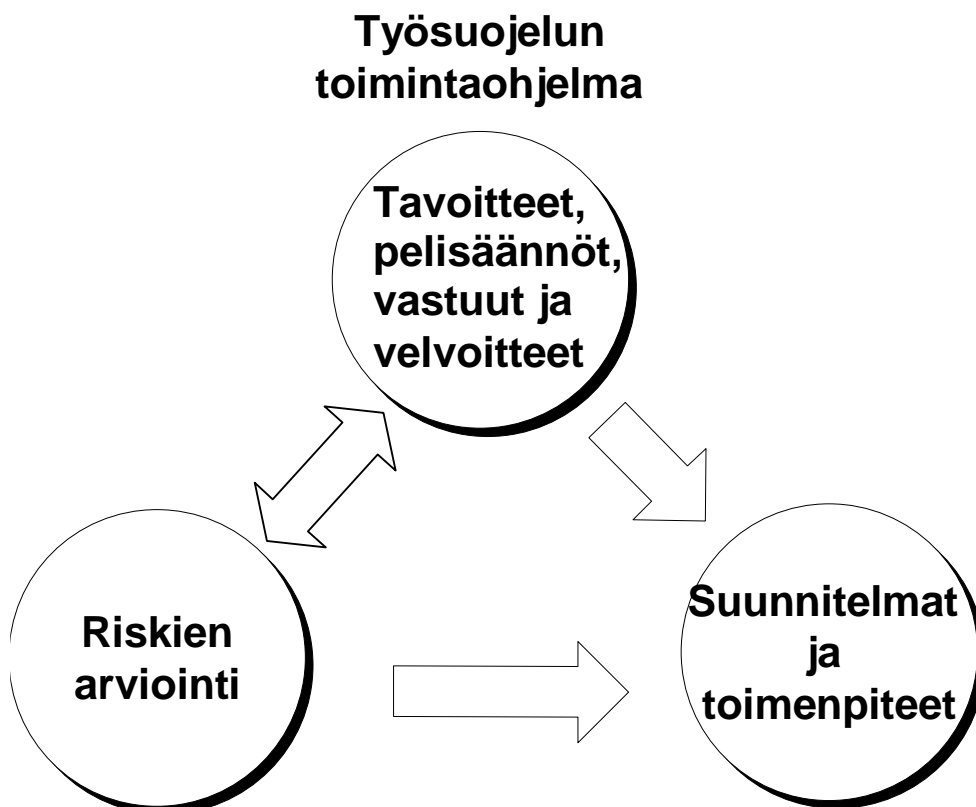 Työsuojelun
toimintaohjelma
Tavoitteet,
pelisäännöt,
vastuut ja
velvoitteet
Riskien
arviointi
Suunnitelmat
ja
toimenpiteet